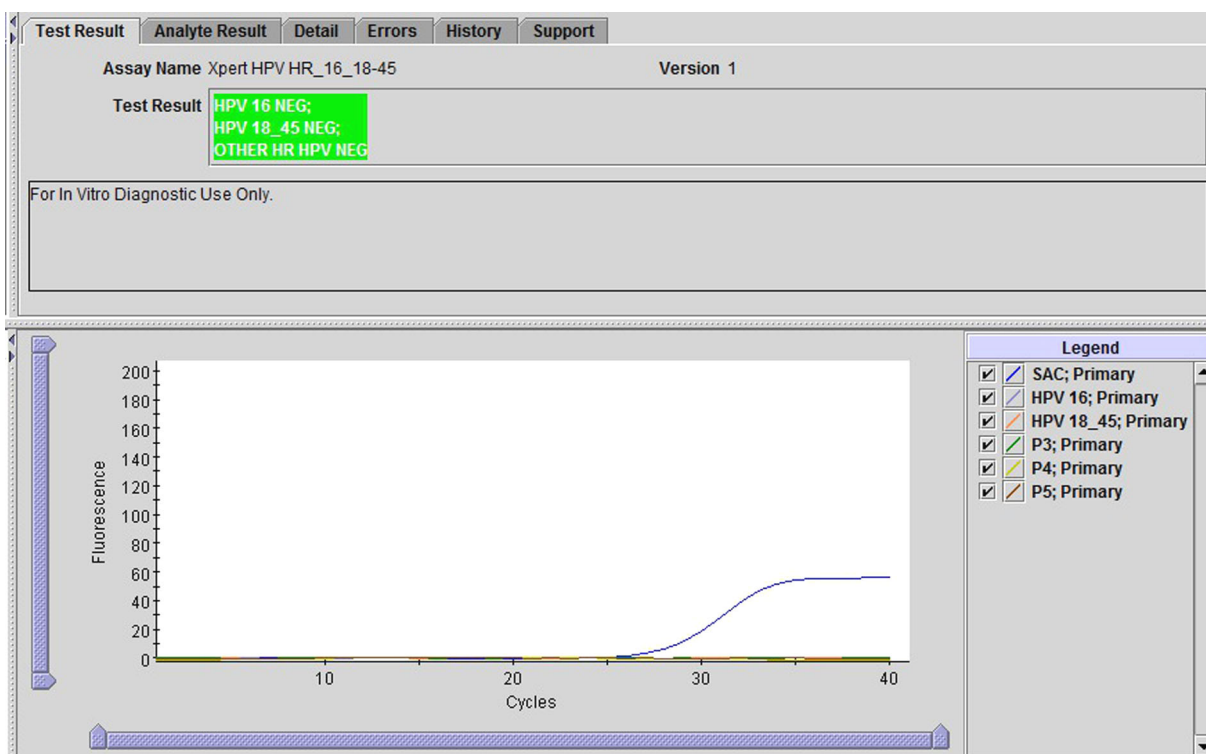 Test Result Analyte Result Detail Errors History Support
Assay Name Xpert HPV HR_16_18-45 Version 1
Test Result HPV 16 NEG;
HPV 18_45 NEG;
OTHER HR HPV NEG
For In Vitro Diagnostic Use Only.
Legend
SAC; Primary
HPV 16; Primary
HPV 18_45; Primary
P3; Primary
P4; Primary
P5; Primary
200
180
160
140
120
100
80
60
40
20
0
Fluorescence
10 20 30 40
Cycles